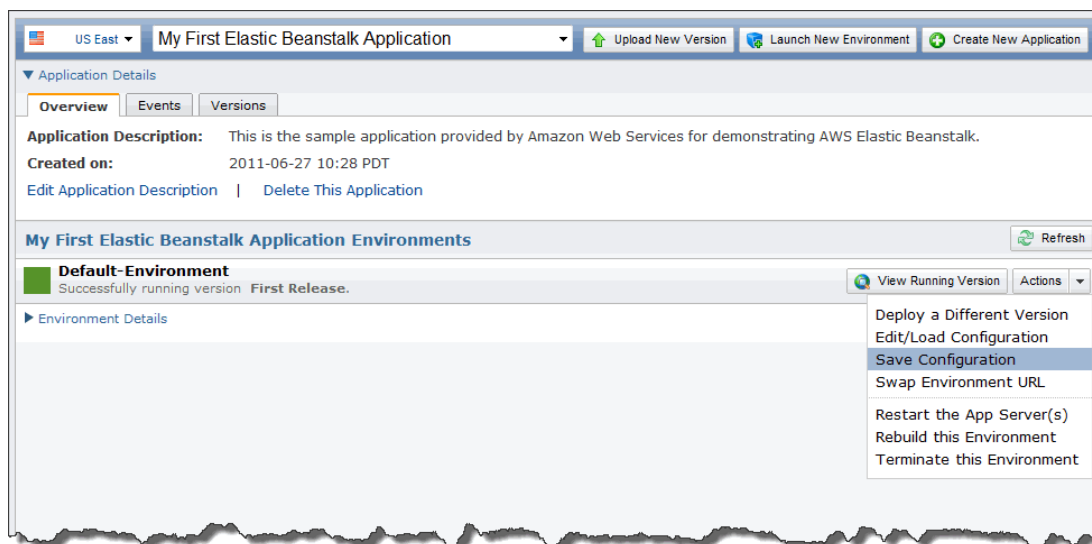 US East My First Elastic Beanstalk Application Upload New Version Launch New Environment Create New Application
Application Details
Overview Events Versions
Application Description: This is the sample application provided by Amazon Web Services for demonstrating AWS Elastic Beanstalk.
Created on: 2011-06-27 10:28 PDT
Edit Application Description | Delete This Application
My First Elastic Beanstalk Application Environments Refresh
Default-Environment
Successfully running version First Release.
View Running Version Actions
Environment Details
Deploy a Different Version
Edit/Load Configuration
Save Configuration
Swap Environment URL
Restart the App Server(s)
Rebuild this Environment
Terminate this Environment